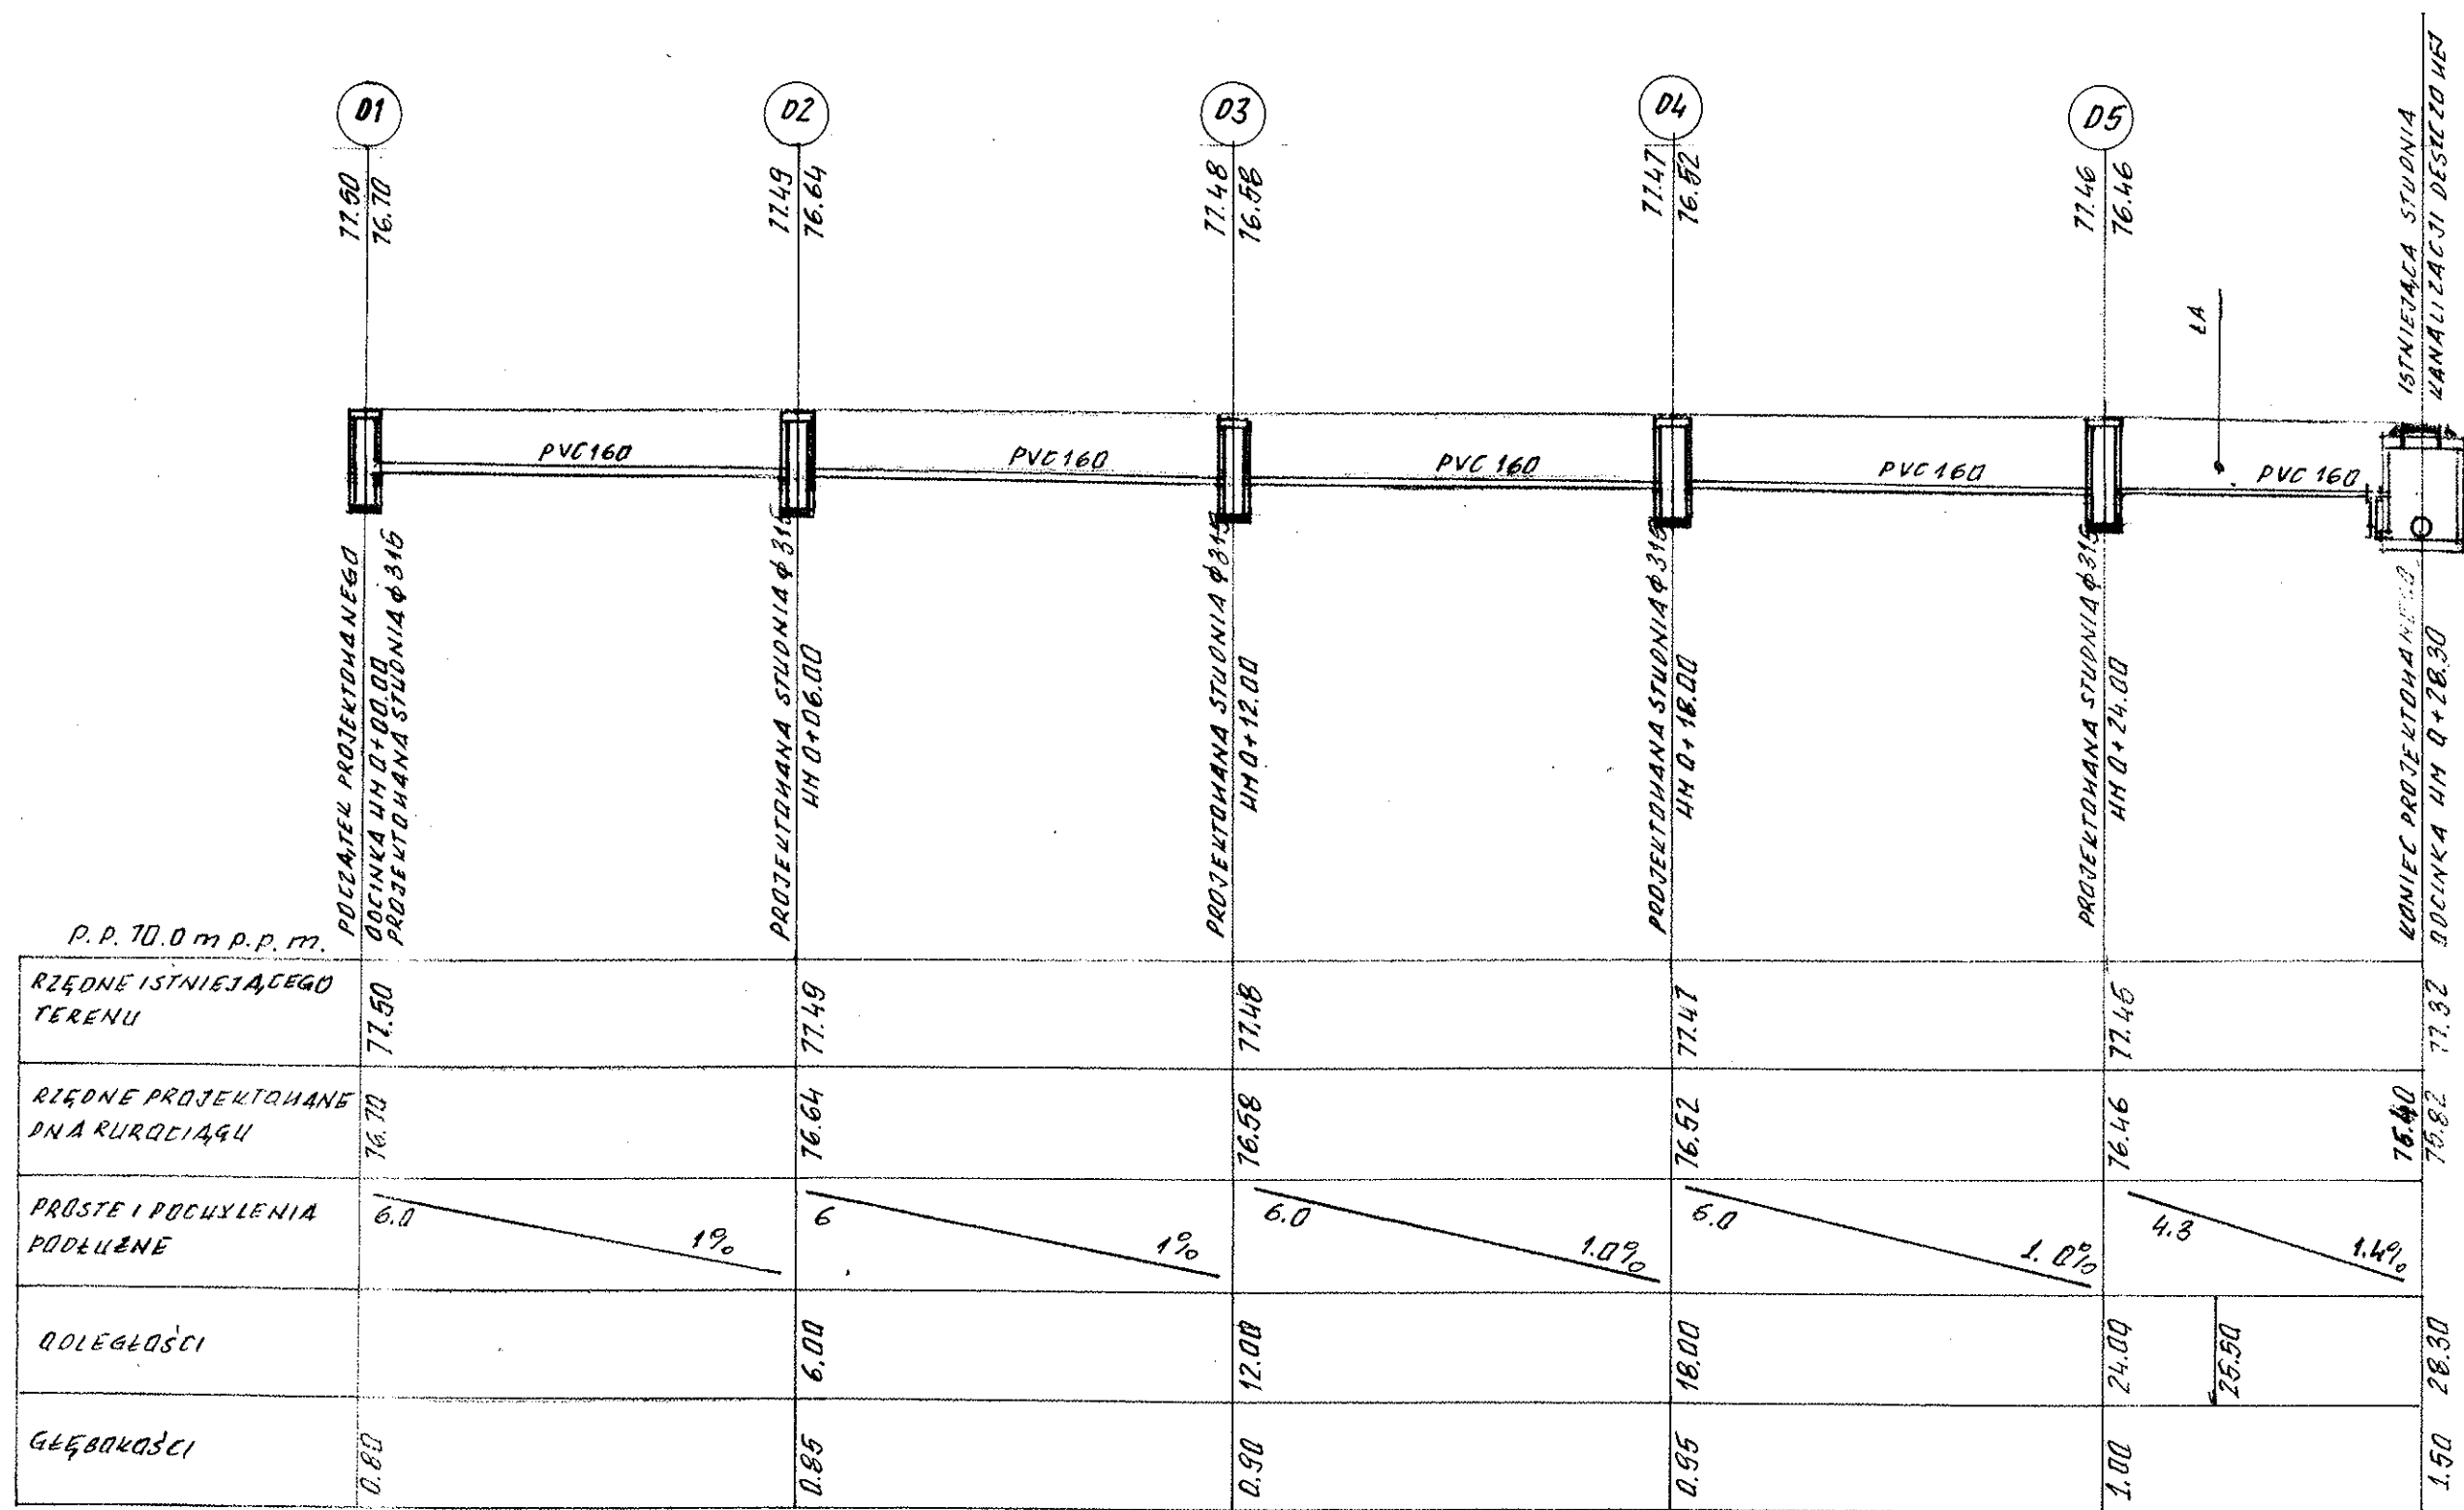 D1
D2
D3
D4
D5
77.50
76.70
77.49
76.64
77.48
76.58
77.47
76.52
77.46
76.46
ŁA
ISTNIEJĄCA STUDNIA
KANALIZACJI DESZCZOWEJ
PVC160
PVC160
PVC 160
PVC 160
PVC 160
POCZĄTEK PROJEKTOWANEGO
ODCINKA HM 0+00.00
PROJEKTOWANA STUDNIA ϕ 315
PROJEKTOWANA STUDNIA ϕ 315
HM 0+06.00
PROJEKTOWANA STUDNIA ϕ 315
HM 0+12.00
PROJEKTOWANA STUDNIA ϕ 315
HM 0+18.00
PROJEKTOWANA STUDNIA ϕ 315
HM 0+24.00
KONIEC PROJEKTOWANEGO
ODCINKA HM 0+28.30
P.P. 70.0 m p.p.m.
RZĘDNE ISTNIEJĄCEGO
TERENU
77.50
77.49
77.48
77.47
77.46
77.32
RZĘDNE PROJEKTOWANE
DNA RUROCIĄGU
76.70
76.64
76.58
76.52
76.46
76.40
75.82
PROSTE I POCHYLENIA
PODŁUŻNE
6.0 1%
6 1%
6.0 1.0%
6.0 1.0%
4.3 1.4%
ODLEGŁOŚCI
6.00
12.00
18.00
24.00
25.50
28.30
GŁĘBOKOŚCI
0.80
0.85
0.90
0.95
1.00
1.50